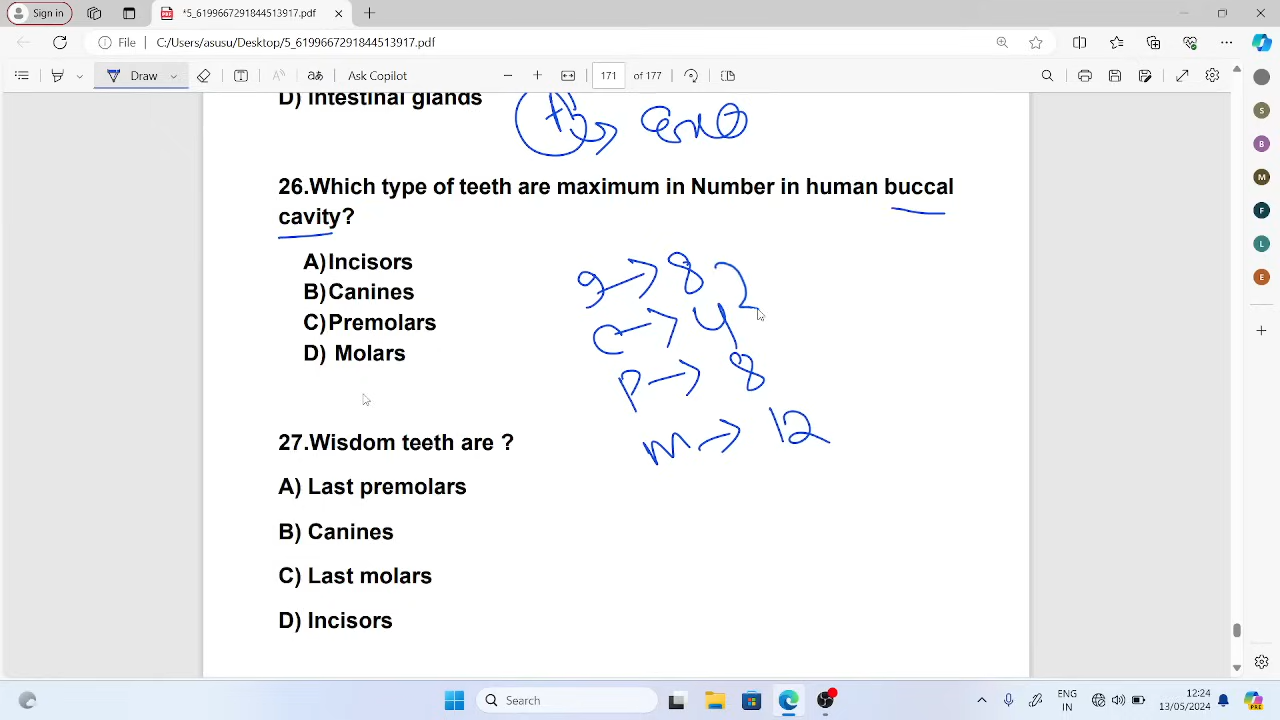 Sign in
*5_6199667291844513917.pdf
File C:/Users/asusu/Desktop/5_6199667291844513917.pdf
Draw
Ask Copilot
171 of 177
D) Intestinal glands
A
26.Which type of teeth are maximum in Number in human buccal
cavity?
A)Incisors
B)Canines
C)Premolars
D) Molars
I → 8
C → 4
P → 8
M → 12
27.Wisdom teeth are ?
A) Last premolars
B) Canines
C) Last molars
D) Incisors
S
B
M
F
L
E
Search
ENG
IN
12:24
13/05/2024